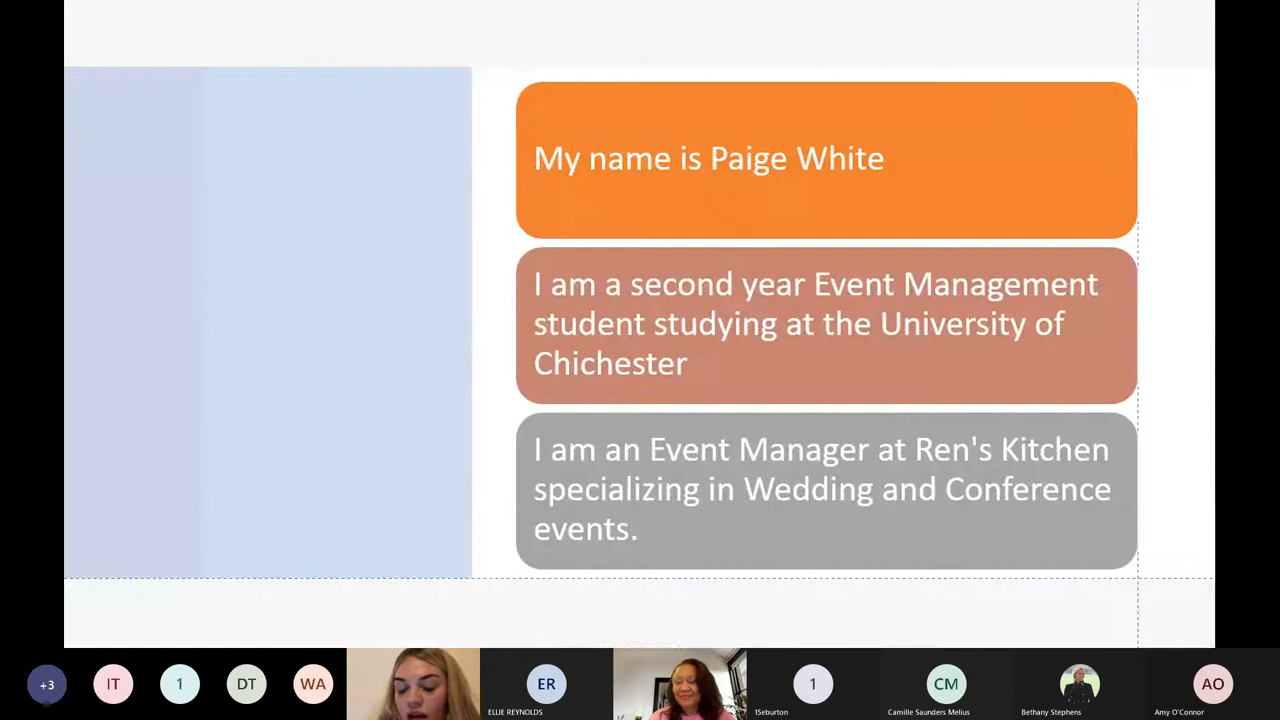 My name is Paige White
I am a second year Event Management
student studying at the University of
Chichester
I am an Event Manager at Ren's Kitchen
specializing in Wedding and Conference
events.
+3
IT
1
DT
WA
ER
ELLIE REYNOLDS
1
15eburton
CM
Camille Saunders Melius
Bethany Stephens
AO
Amy O'Connor